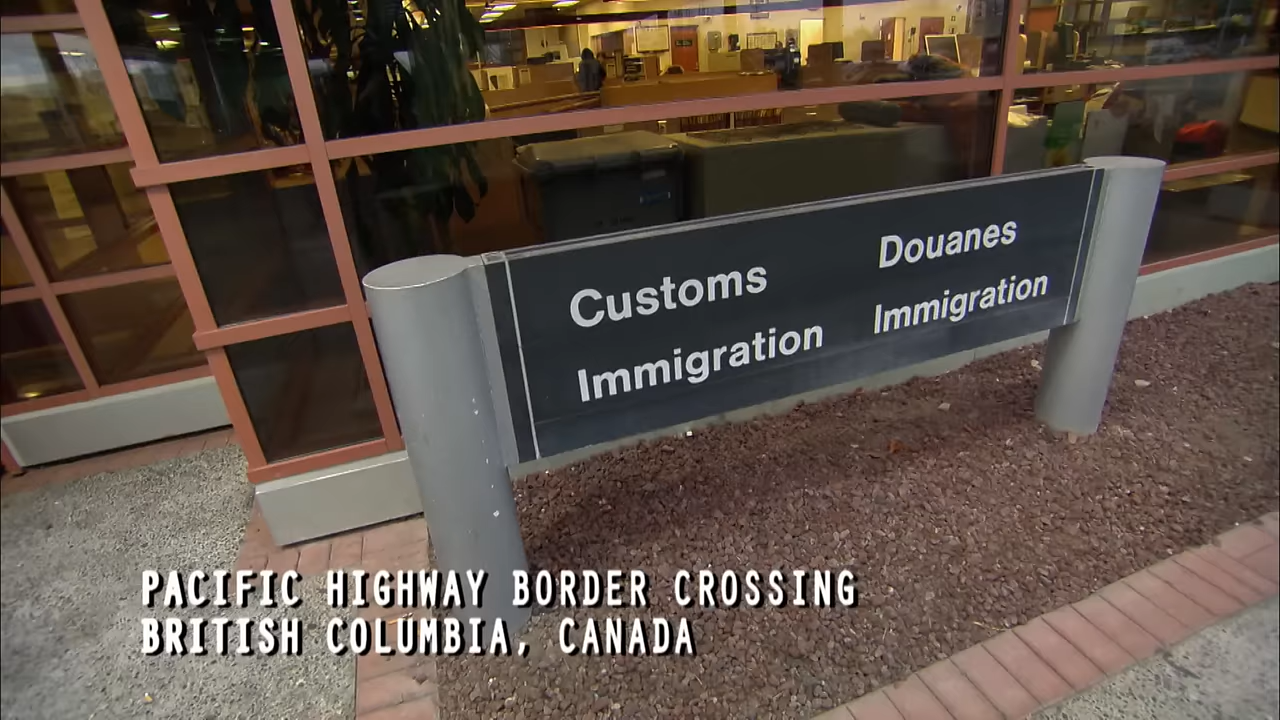 Customs
Immigration
Douanes
Immigration
PACIFIC HIGHWAY BORDER CROSSING
BRITISH COLUMBIA, CANADA